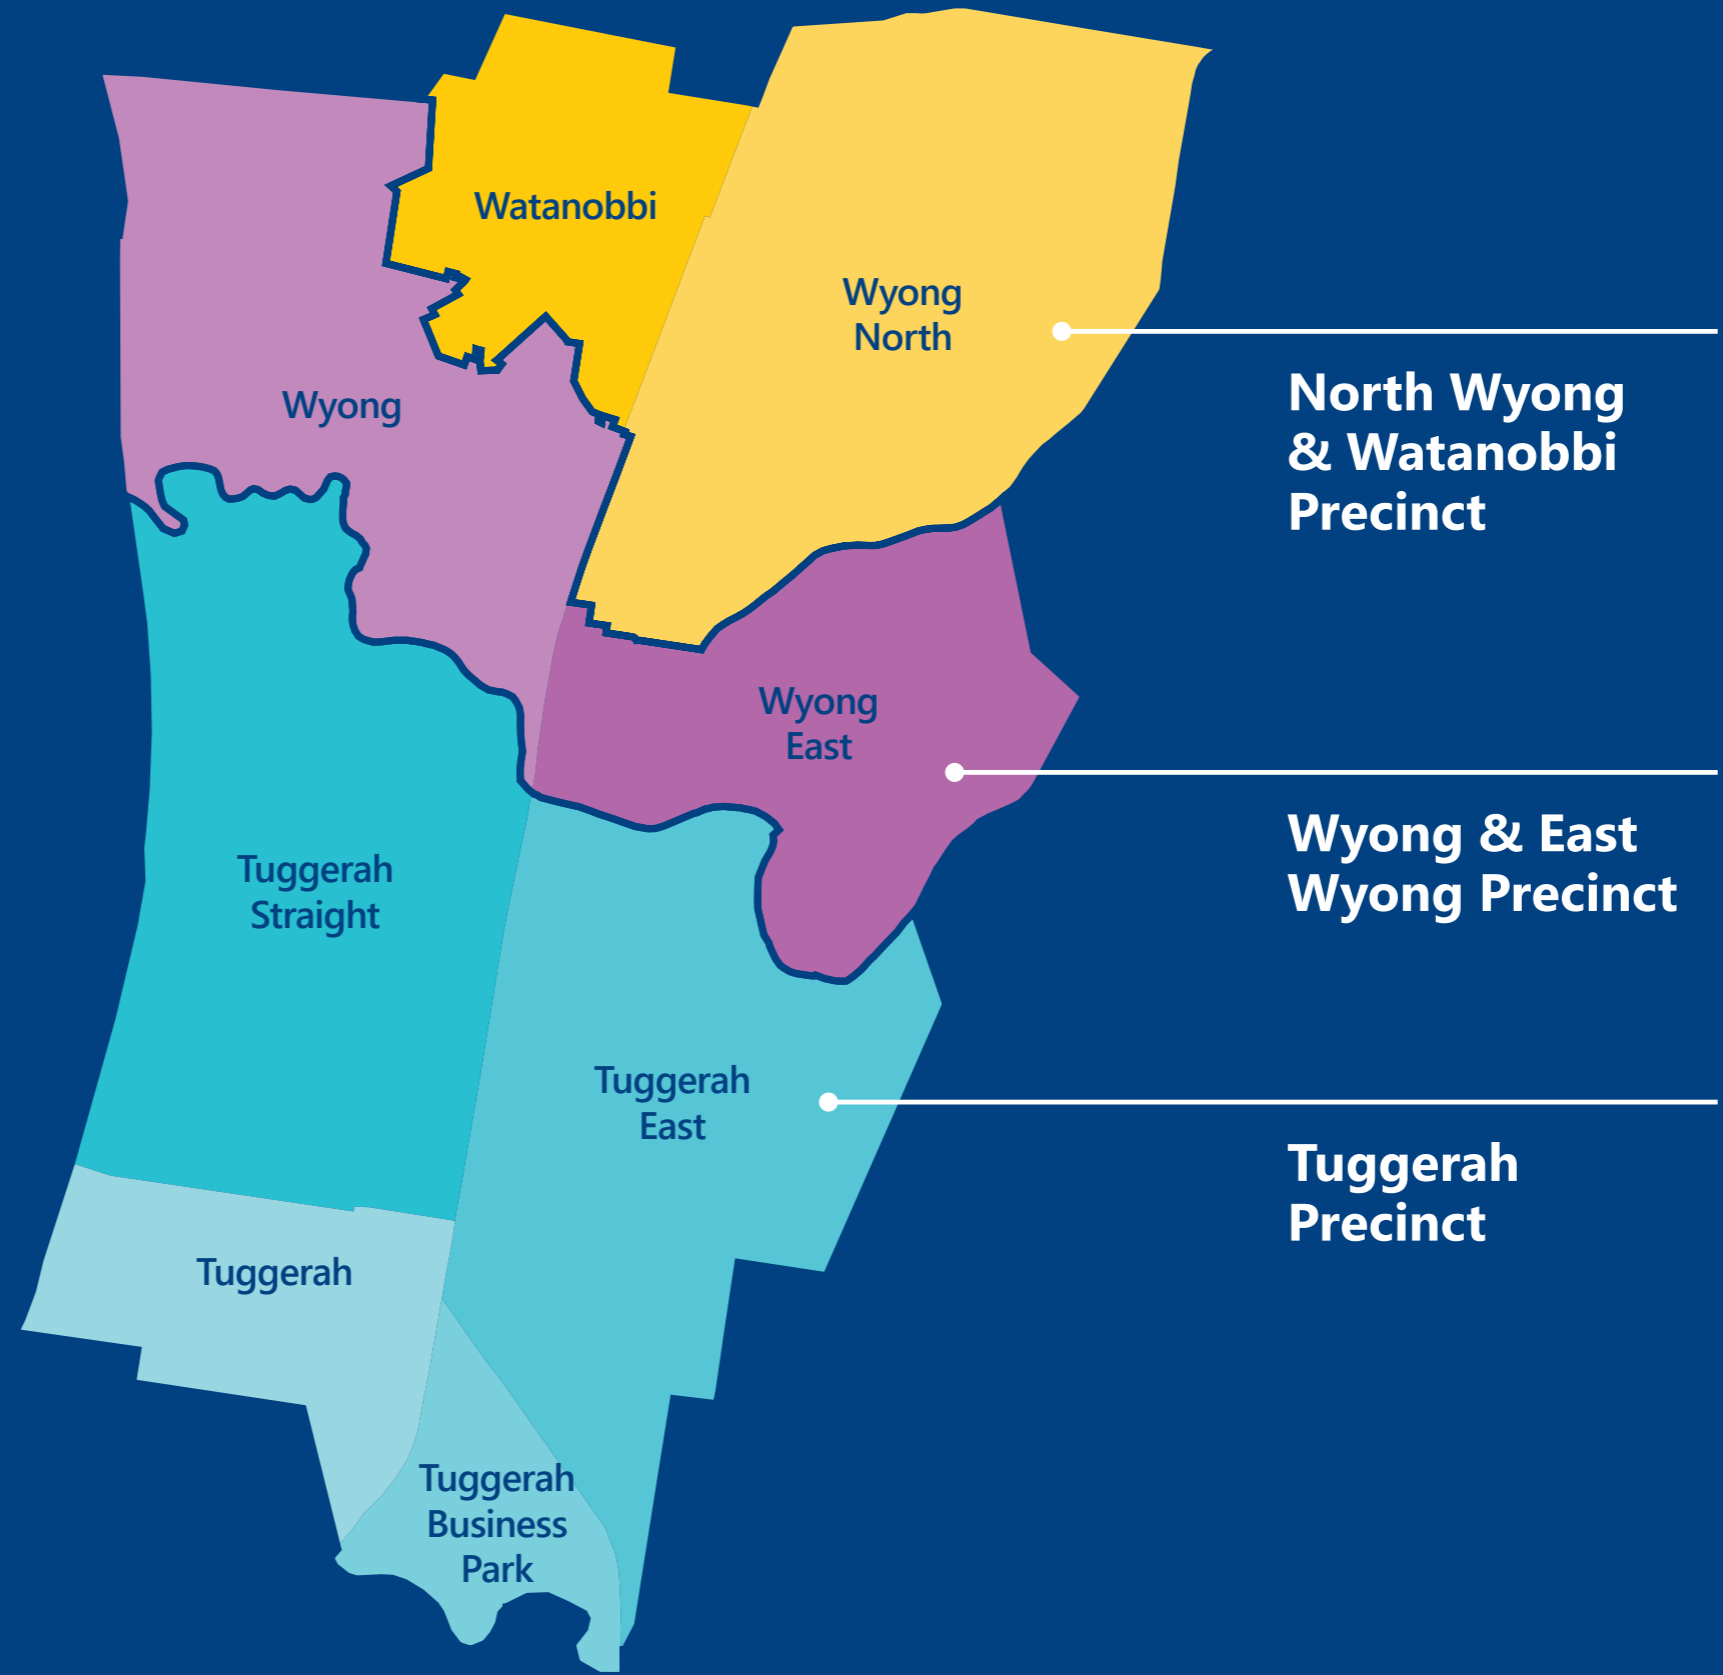 Watanobbi
Wyong
North
Wyong
North Wyong
& Watanobbi
Precinct
Wyong
East
Wyong & East
Wyong Precinct
Tuggerah
Straight
Tuggerah
East
Tuggerah
Precinct
Tuggerah
Tuggerah
Business
Park